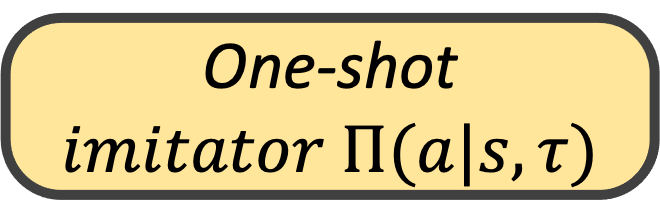 One-shot
imitator Π(a|s, τ)